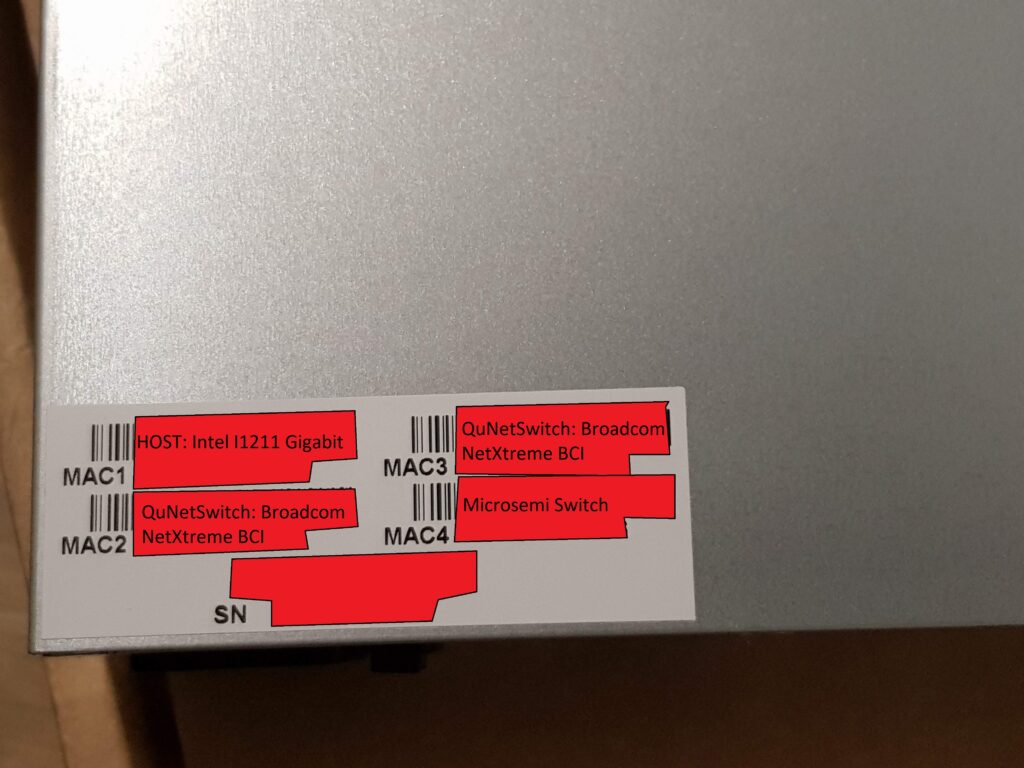 HOST: Intel I1211 Gigabit
MAC1
QuNetSwitch: Broadcom
NetXtreme BCI
MAC2
QuNetSwitch: Broadcom
NetXtreme BCI
MAC3
Microsemi Switch
MAC4
SN